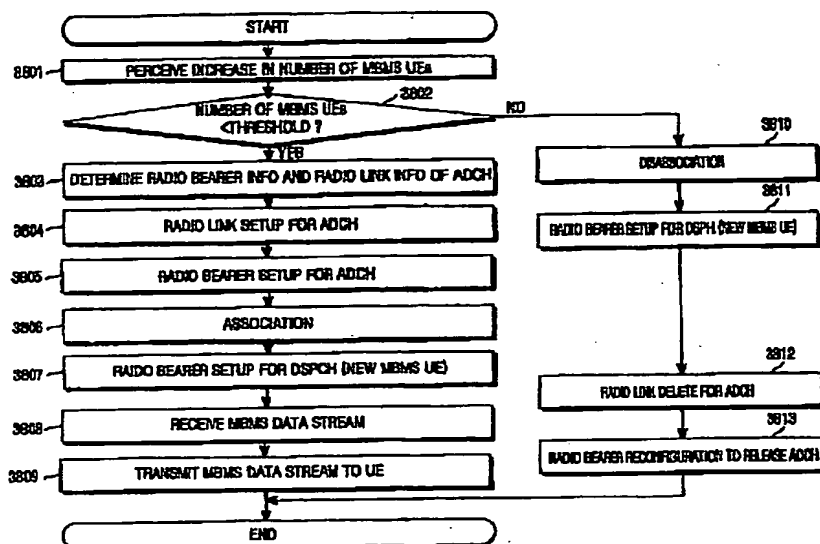 START
3801
PERCEIVE INCREASE IN NUMBER OF MBMS UEs
3802
NUMBER OF MBMS UEs
<THRESHOLD ?
NO
YES
3803
DETERMINE RADIO BEARER INFO AND RADIO LINK INFO OF ADCH
3804
RADIO LINK SETUP FOR ADCH
3805
RADIO BEARER SETUP FOR ADCH
3806
ASSOCIATION
3807
RAIDO BEARER SETUP FOR DSPCH (NEW MBMS UE)
3808
RECEIVE MBMS DATA STREAM
3809
TRANSMIT MBMS DATA STREAM TO UE
END
3810
DISASSOCIATION
3811
RADIO BEARER SETUP FOR DSPH (NEW MBMS UE)
3812
RADIO LINK DELETE FOR ADCH
3813
RADIO BEARER RECONFIGURATION TO RELEASE ADCH